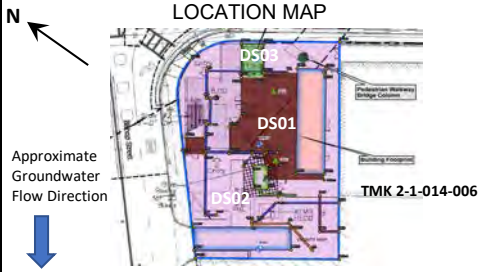 LOCATION MAP
N
DS03
Pedestrian Walkway
Bridge Column
DS01
Building Footprint
Approximate
Groundwater
Flow Direction
TMK 2-1-014-006
DS02